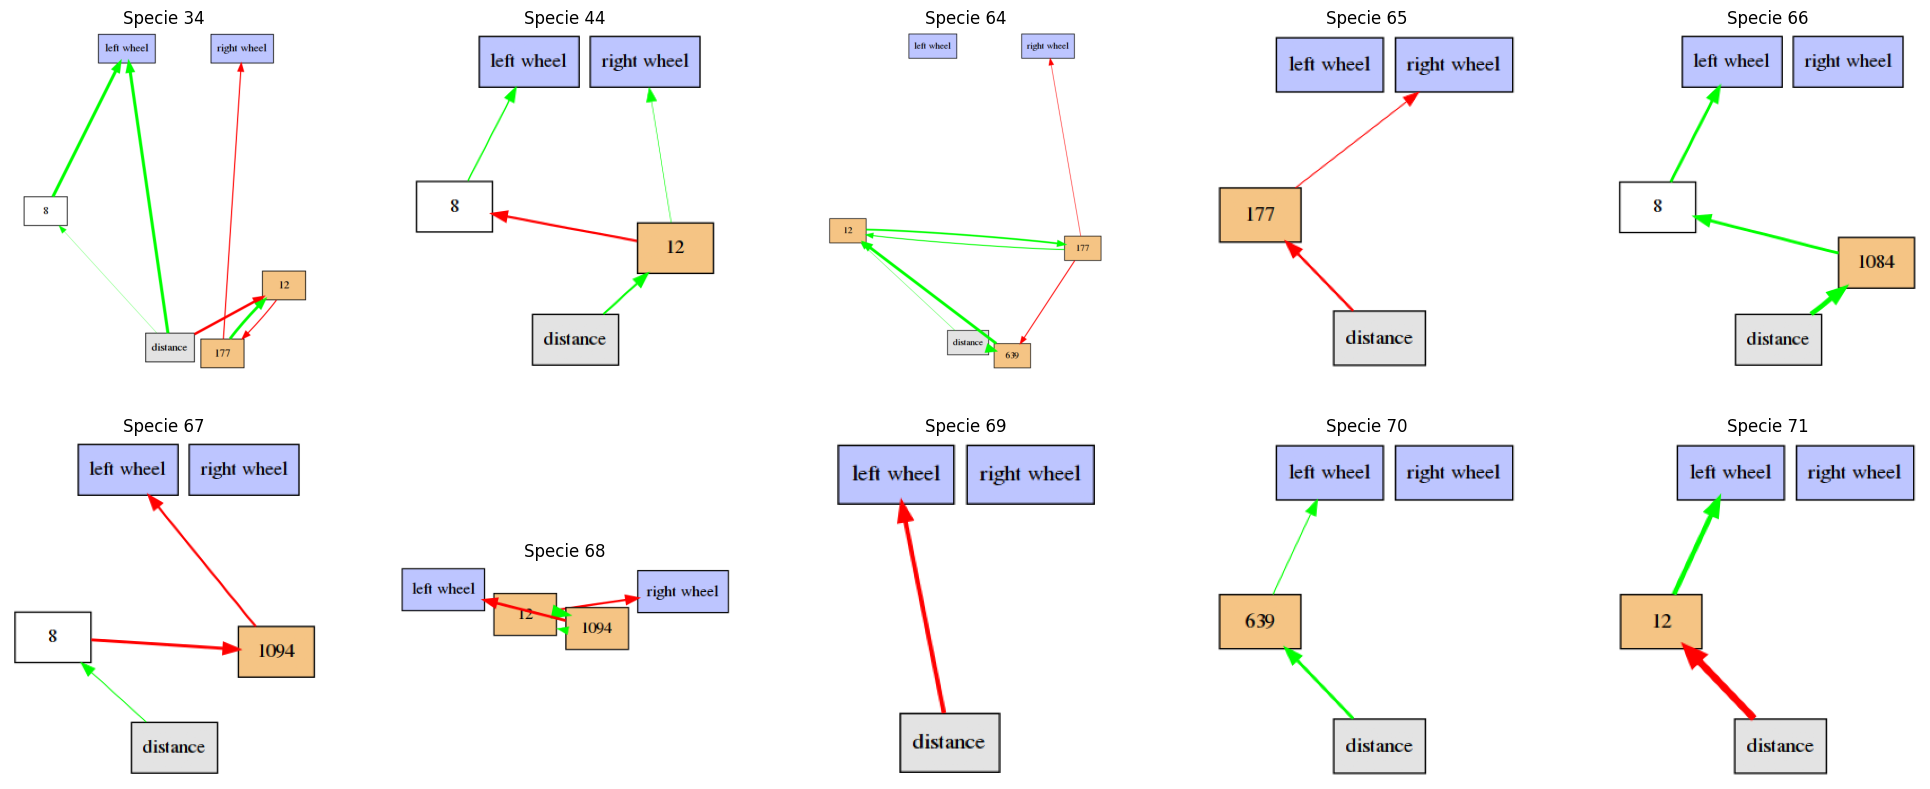 Specie 34
left wheel
right wheel
8
12
distance
177
Specie 44
left wheel
right wheel
8
12
distance
Specie 64
left wheel
right wheel
12
177
distance
639
Specie 65
left wheel
right wheel
177
distance
Specie 66
left wheel
right wheel
8
1084
distance
Specie 67
left wheel
right wheel
8
1094
distance
Specie 68
left wheel
right wheel
12
1094
Specie 69
left wheel
right wheel
distance
Specie 70
left wheel
right wheel
639
distance
Specie 71
left wheel
right wheel
12
distance